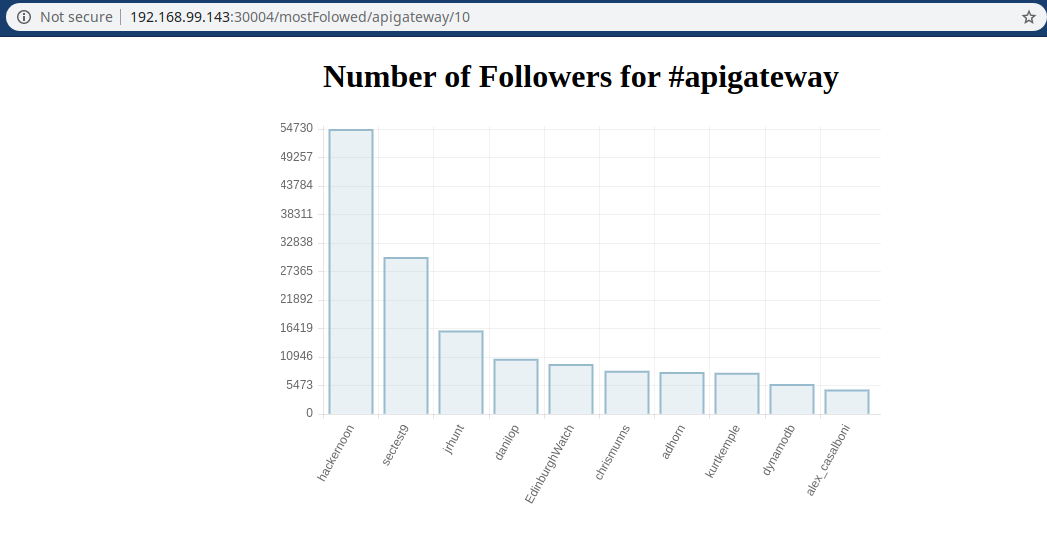 Not secure 192.168.99.143:30004/mostFolowed/apigateway/10
Number of Followers for #apigateway
54730
49257
43784
38311
32838
27365
21892
16419
10946
5473
0
hackernoon
sectest9
jrhunt
danilop
EdinburghWatch
chrismunns
adhorn
kurtkemple
dynamodb
alex_casalboni